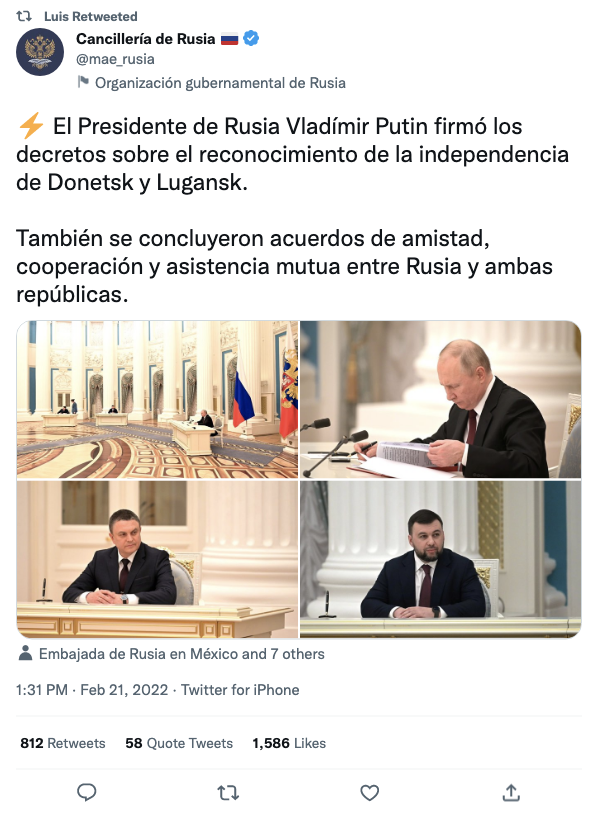 Luis Retweeted
Cancillería de Rusia 🇷🇺
@mae_rusia
Organización gubernamental de Rusia
⚡ El Presidente de Rusia Vladímir Putin firmó los
decretos sobre el reconocimiento de la independencia
de Donetsk y Lugansk.
También se concluyeron acuerdos de amistad,
cooperación y asistencia mutua entre Rusia y ambas
repúblicas.
Embajada de Rusia en México and 7 others
1:31 PM · Feb 21, 2022 · Twitter for iPhone
812 Retweets 58 Quote Tweets 1,586 Likes